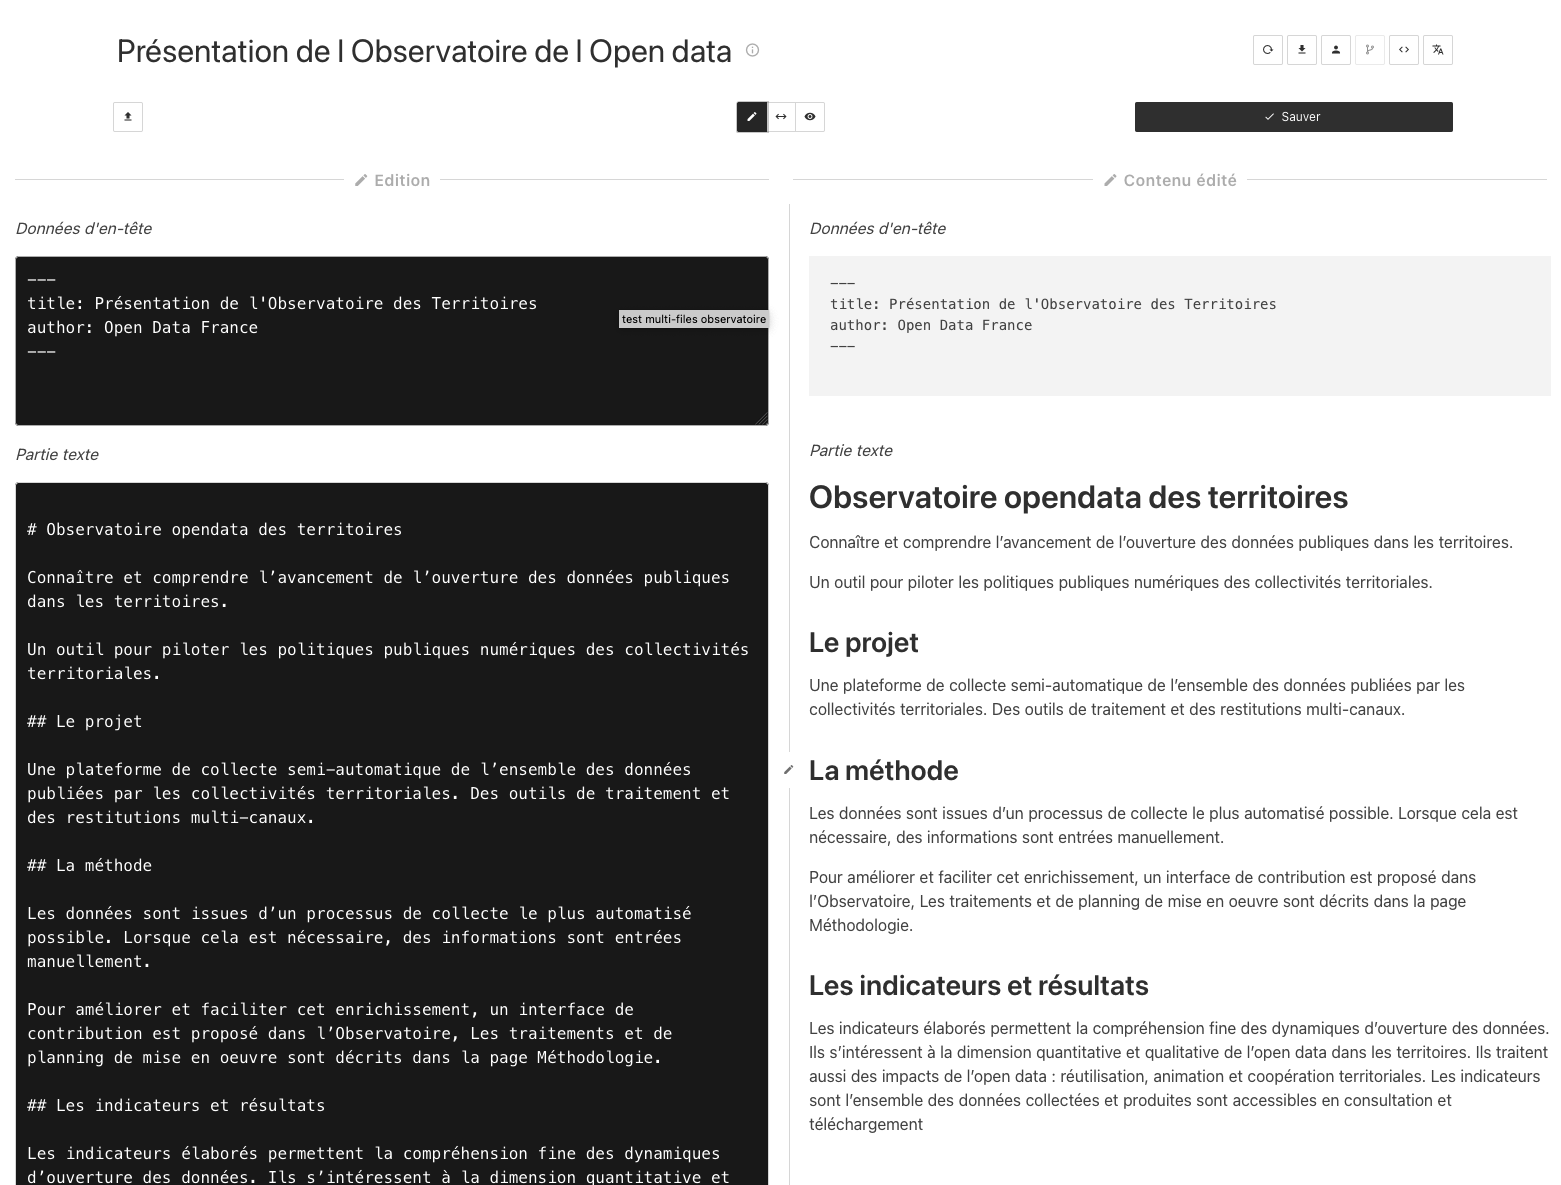 Présentation de l Observatoire de l Open data
Sauver
Edition
Données d'en-tête
---
title: Présentation de l'Observatoire des Territoires
author: Open Data France
---
test multi-files observatoire
Partie texte
# Observatoire opendata des territoires
Connaître et comprendre l’avancement de l’ouverture des données publiques
dans les territoires.
Un outil pour piloter les politiques publiques numériques des collectivités
territoriales.
## Le projet
Une plateforme de collecte semi-automatique de l’ensemble des données
publiées par les collectivités territoriales. Des outils de traitement et
des restitutions multi-canaux.
## La méthode
Les données sont issues d’un processus de collecte le plus automatisé
possible. Lorsque cela est nécessaire, des informations sont entrées
manuellement.
Pour améliorer et faciliter cet enrichissement, un interface de
contribution est proposé dans l’Observatoire, Les traitements et de
planning de mise en oeuvre sont décrits dans la page Méthodologie.
## Les indicateurs et résultats
Les indicateurs élaborés permettent la compréhension fine des dynamiques
d’ouverture des données. Ils s’intéressent à la dimension quantitative et
Contenu édité
Données d'en-tête
---
title: Présentation de l'Observatoire des Territoires
author: Open Data France
---
Partie texte
Observatoire opendata des territoires
Connaître et comprendre l’avancement de l’ouverture des données publiques dans les territoires.
Un outil pour piloter les politiques publiques numériques des collectivités territoriales.
Le projet
Une plateforme de collecte semi-automatique de l’ensemble des données publiées par les
collectivités territoriales. Des outils de traitement et des restitutions multi-canaux.
La méthode
Les données sont issues d’un processus de collecte le plus automatisé possible. Lorsque cela est
nécessaire, des informations sont entrées manuellement.
Pour améliorer et faciliter cet enrichissement, un interface de contribution est proposé dans
l’Observatoire, Les traitements et de planning de mise en oeuvre sont décrits dans la page
Méthodologie.
Les indicateurs et résultats
Les indicateurs élaborés permettent la compréhension fine des dynamiques d’ouverture des données.
Ils s’intéressent à la dimension quantitative et qualitative de l’open data dans les territoires. Ils traitent
aussi des impacts de l’open data : réutilisation, animation et coopération territoriales. Les indicateurs
sont l’ensemble des données collectées et produites sont accessibles en consultation et
téléchargement